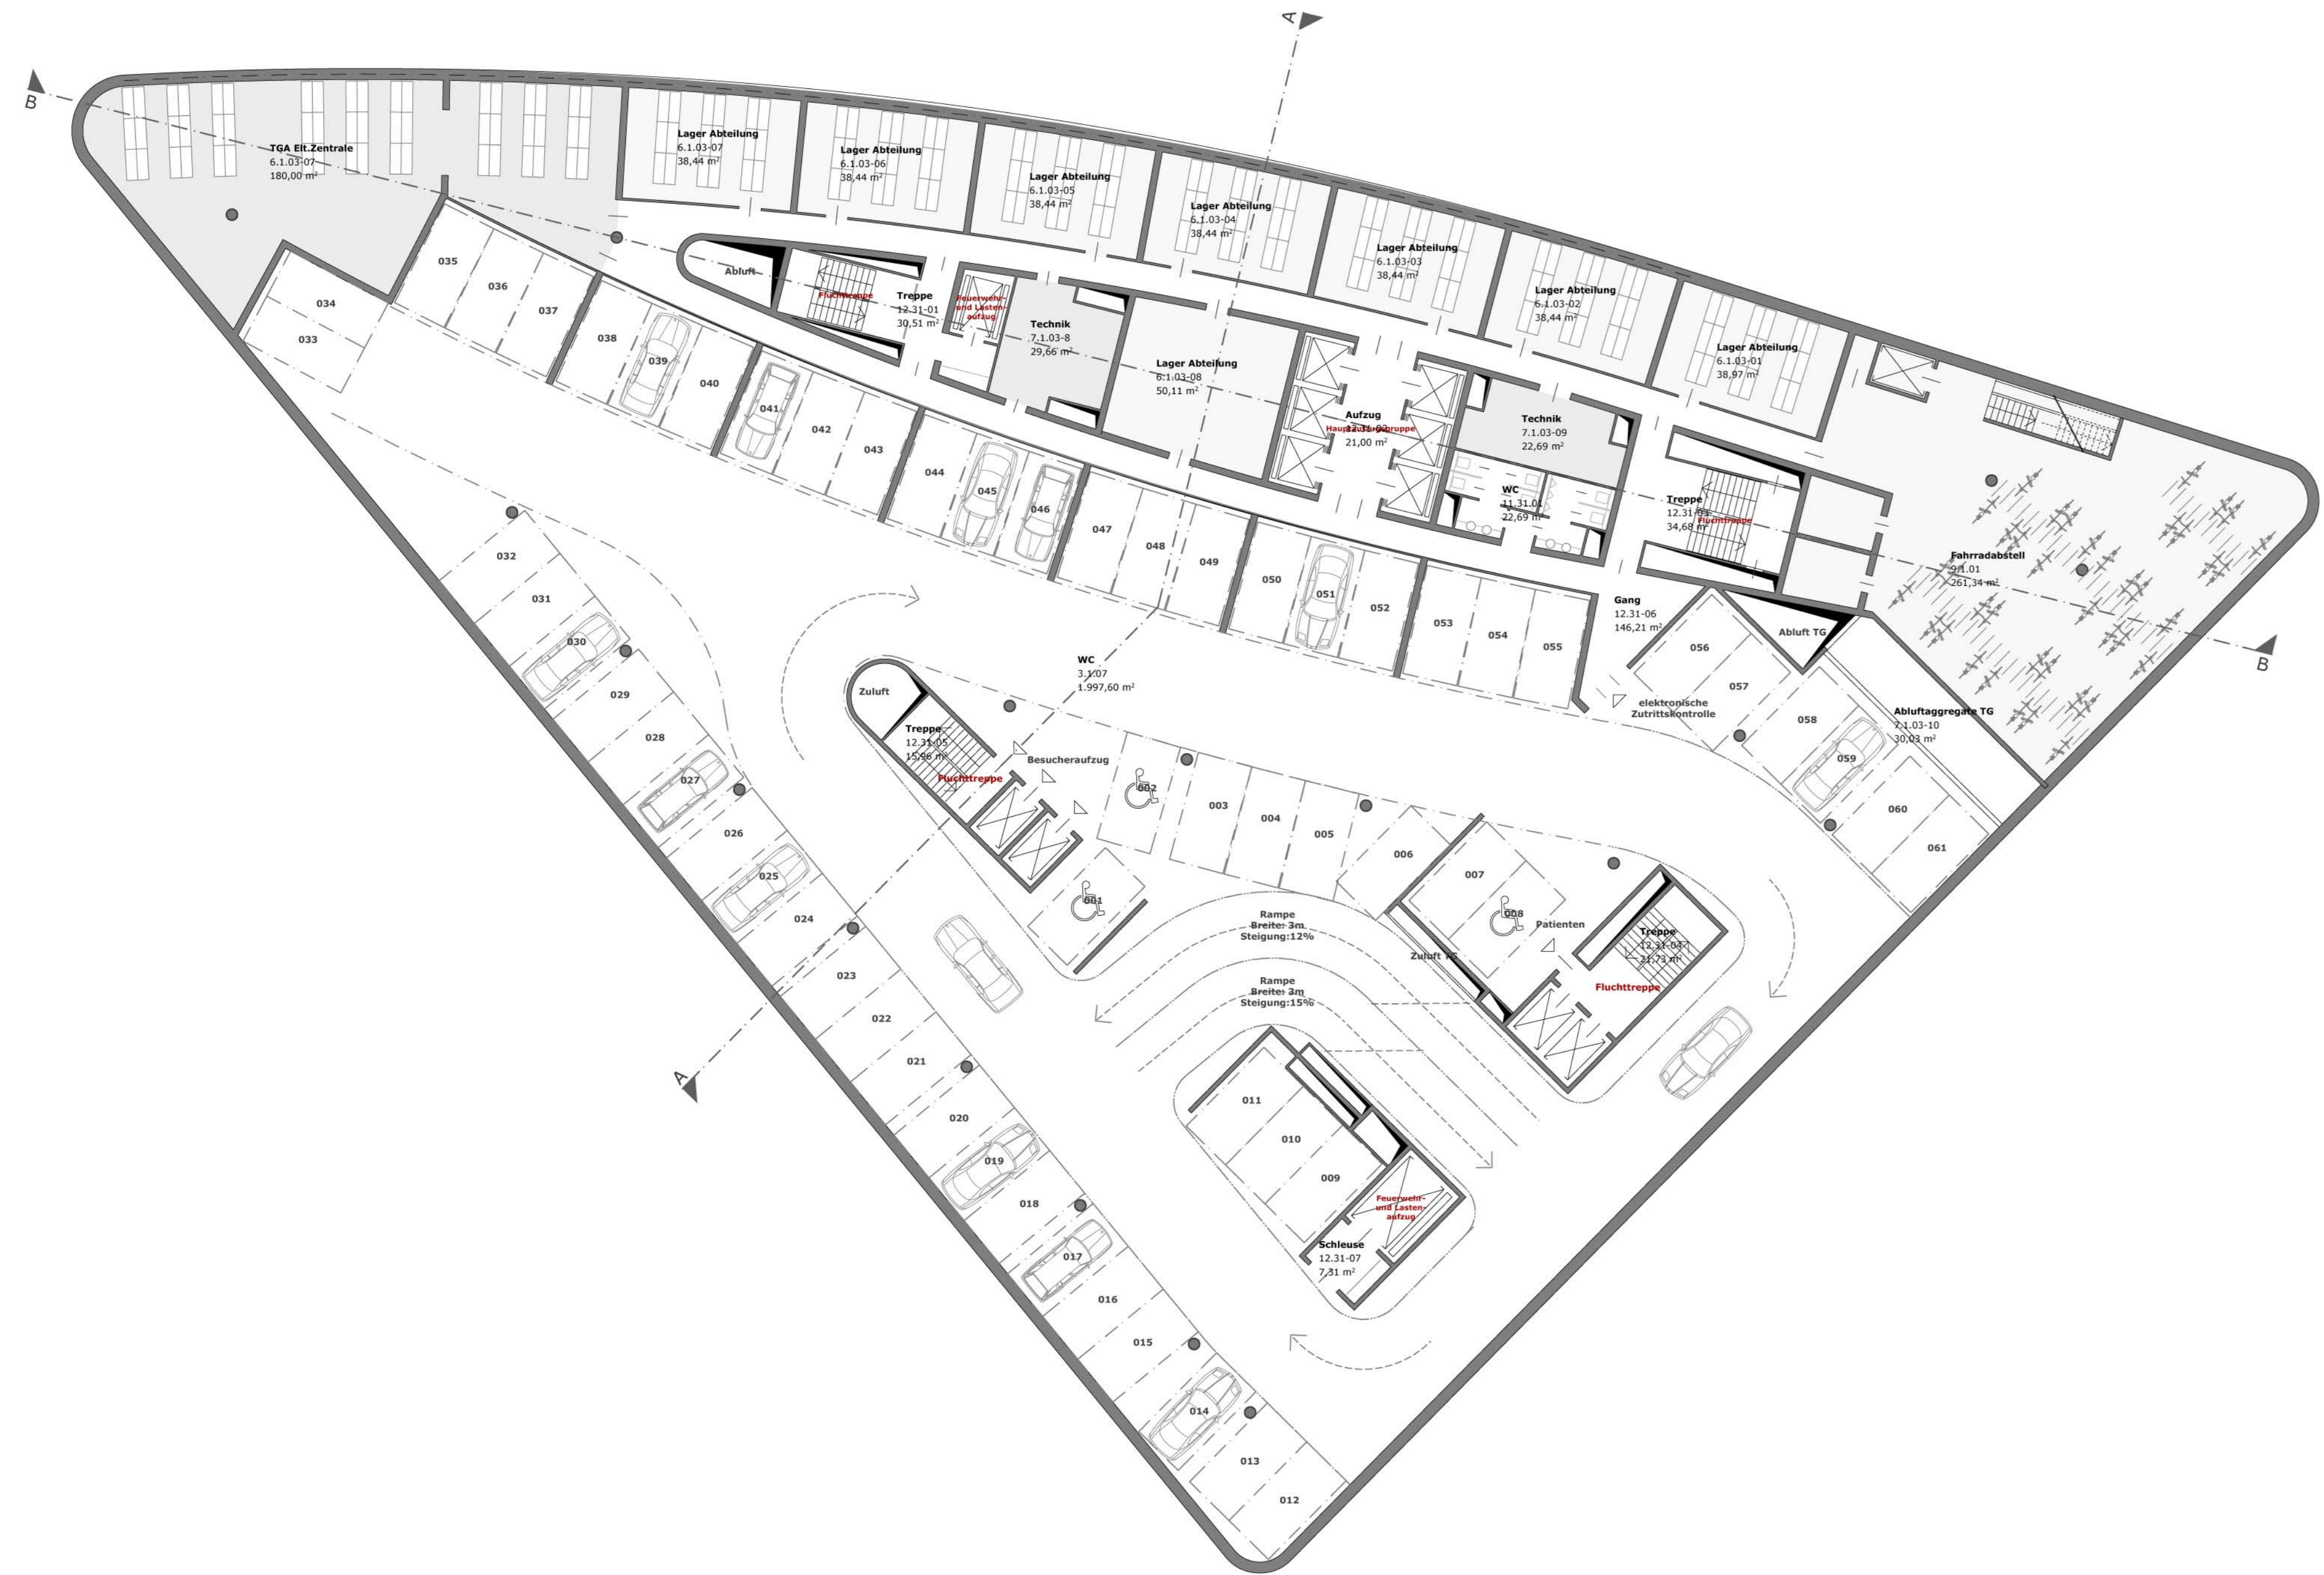 A
B
TGA Elt.Zentrale
6.1.03-07
180,00 m²
Lager Abteilung
6.1.03-07
38,44 m²
Lager Abteilung
6.1.03-06
38,44 m²
Lager Abteilung
6.1.03-05
38,44 m²
Lager Abteilung
6.1.03-04
38,44 m²
Lager Abteilung
6.1.03-03
38,44 m²
Lager Abteilung
6.1.03-02
38,44 m²
Lager Abteilung
6.1.03-01
38,97 m²
Abluft
Fluchttreppe
Treppe
12.31-01
30,51 m²
Feuerwehr-
und Lasten-
aufzug
Technik
7.1.03-8
29,66 m²
Lager Abteilung
6.1.03-08
50,11 m²
Aufzug
21,00 m²
Technik
7.1.03-09
22,69 m²
WC
11.31.01
22,69 m²
Treppe
34,68 m²
Fluchttreppe
Fahrradabstell
9.1.01
261,34 m²
B
Gang
12.31-06
146,21 m²
Abluft TG
elektronische
Zutrittskontrolle
Abluftaggregate TG
7.1.03-10
30,03 m²
035
036
037
034
033
038
039
040
041
042
043
044
045
046
047
048
049
050
051
052
053
054
055
056
057
058
059
060
061
WC
3.1.07
1.997,60 m²
Zuluft
Treppe
12.31-05
15,96 m²
Fluchttreppe
Besucheraufzug
002
001
003
004
005
006
007
008
Patienten
Zuluft TG
Treppe
12.31-04
21,73 m²
Fluchttreppe
Rampe
Breite: 3m
Steigung:12%
Rampe
Breite: 3m
Steigung:15%
011
010
009
Feuerwehr-
und Lasten-
aufzug
Schleuse
12.31-07
7,31 m²
032
031
030
029
028
027
026
025
024
023
022
021
020
019
018
017
016
015
014
013
012
A